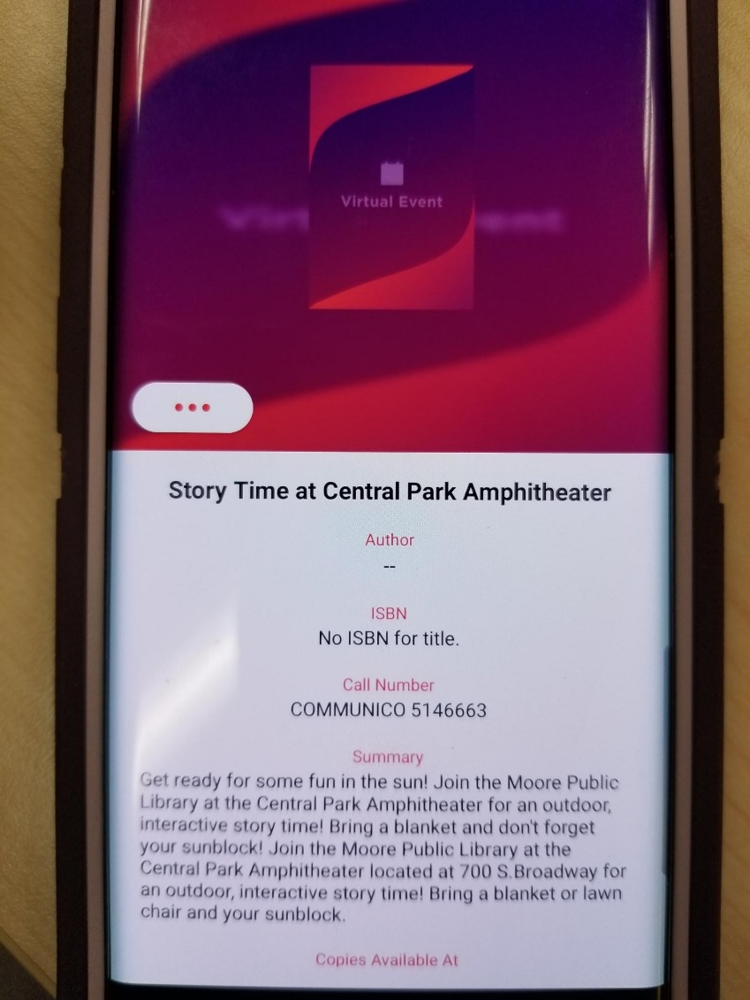 Virtual Event
Story Time at Central Park Amphitheater
Author
--
ISBN
No ISBN for title.
Call Number
COMMUNICO 5146663
Summary
Get ready for some fun in the sun! Join the Moore Public
Library at the Central Park Amphitheater for an outdoor,
interactive story time! Bring a blanket and don't forget
your sunblock! Join the Moore Public Library at the
Central Park Amphitheater located at 700 S.Broadway for
an outdoor, interactive story time! Bring a blanket or lawn
chair and your sunblock.
Copies Available At